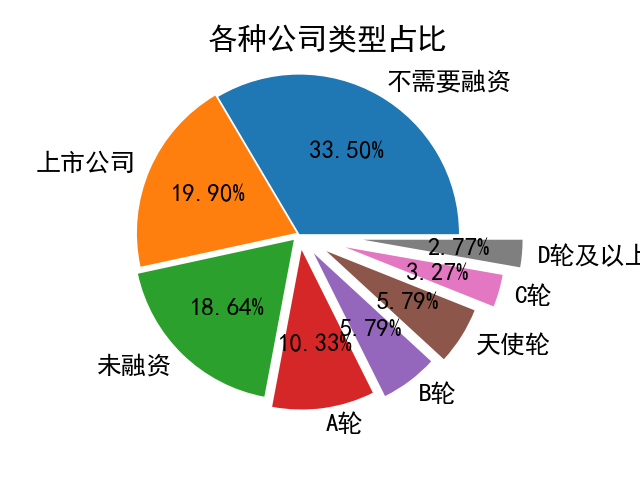 各种公司类型占比
不需要融资
33.50%
上市公司
19.90%
未融资
18.64%
A轮
10.33%
B轮
5.79%
天使轮
5.79%
C轮
3.27%
D轮及以上
2.77%